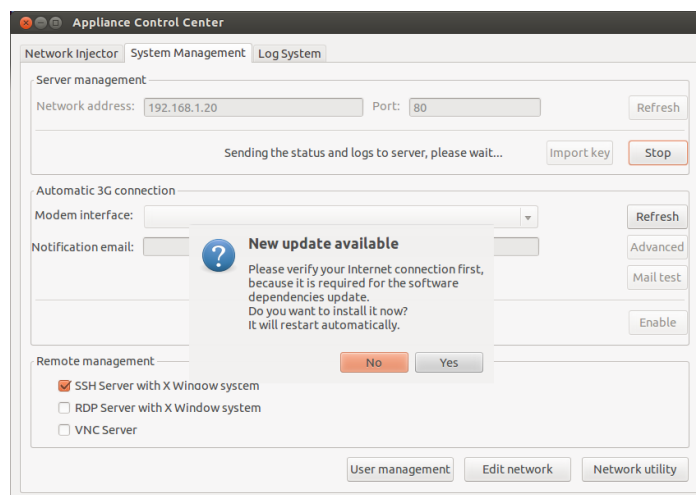 Appliance Control Center
Network Injector System Management Log System
Server management
Network address: 192.168.1.20 Port: 80 Refresh
Sending the status and logs to server, please wait... Import key Stop
Automatic 3G connection
Modem interface: Refresh
Notification email: Advanced
Mail test
Enable
New update available
Please verify your Internet connection first,
because it is required for the software
dependencies update.
Do you want to install it now?
It will restart automatically.
No Yes
Remote management
SSH Server with X Window system
RDP Server with X Window system
VNC Server
User management Edit network Network utility